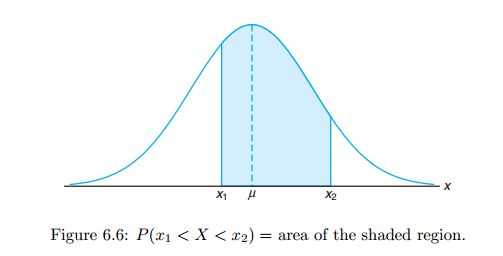 x₁ μ x₂ x
Figure 6.6: P(x₁ < X < x₂) = area of the shaded region.